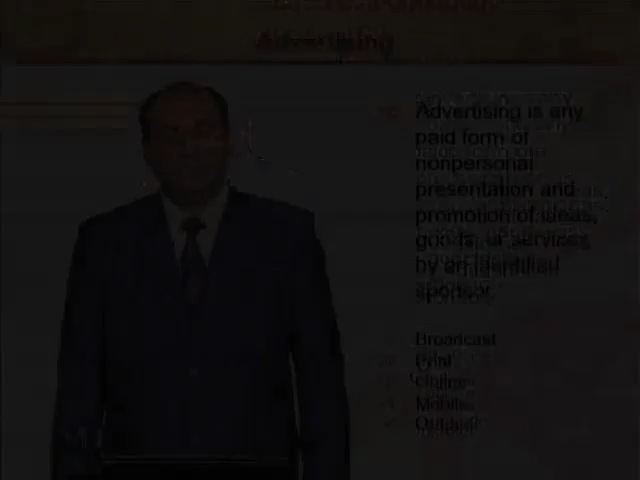 Advertising
Advertising is any
paid form of
nonpersonal
presentation and
promotion of ideas,
goods, or services
by an identified
sponsor.
Broadcast
Print
Online
Mobile
Outdoor